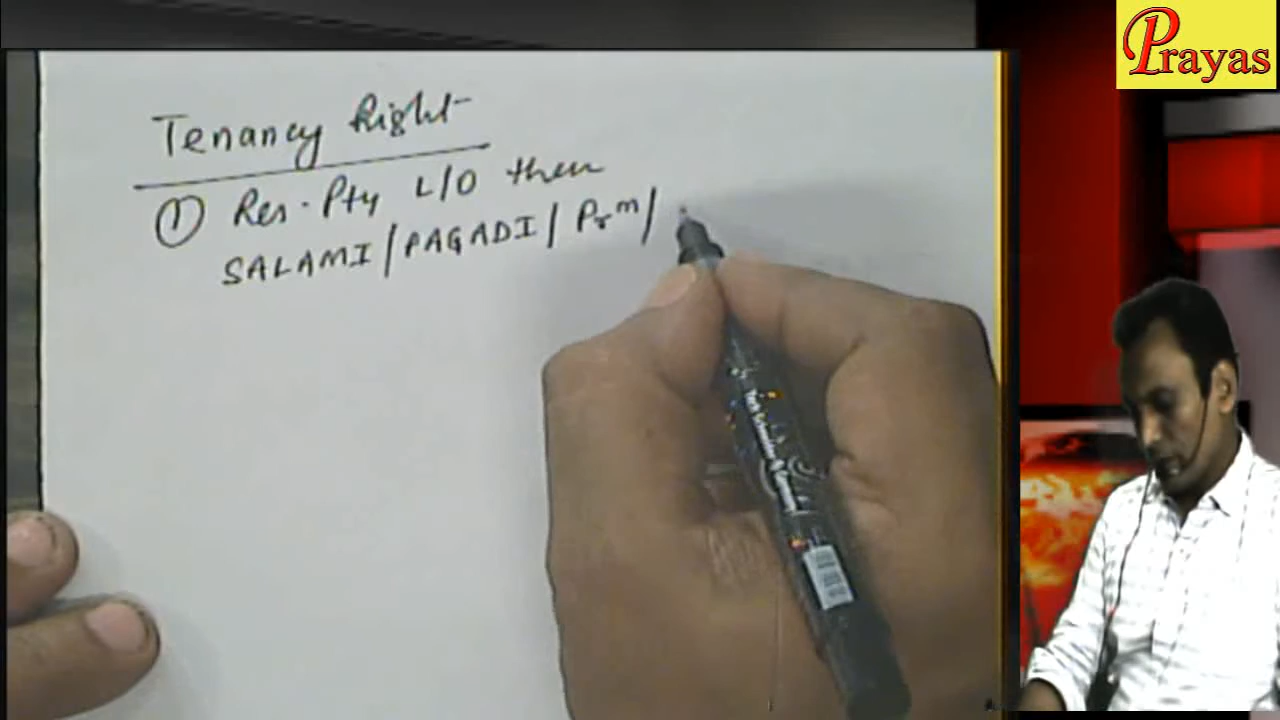 Prayas
Tenancy Right
① Res. Pty L/O then
SALAMI/PAGADI/Prm/